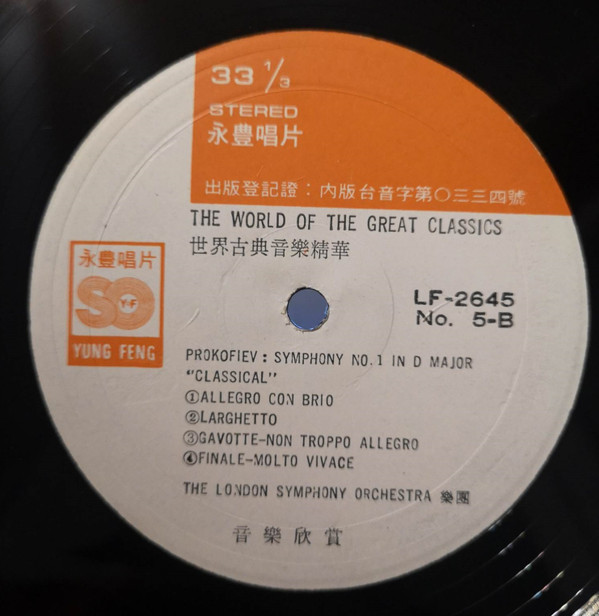 33 1/3
STEREO
永豐唱片
出版登記證：內版台音字第〇三三四號
THE WORLD OF THE GREAT CLASSICS
世界古典音樂精華
永豐唱片
Y-F
YUNG FENG
LF-2645
No. 5-B
PROKOFIEV: SYMPHONY NO.1 IN D MAJOR
"CLASSICAL"
①ALLEGRO CON BRIO
②LARGHETTO
③GAVOTTE-NON TROPPO ALLEGRO
④FINALE-MOLTO VIVACE
THE LONDON SYMPHONY ORCHESTRA 樂團
音樂欣賞